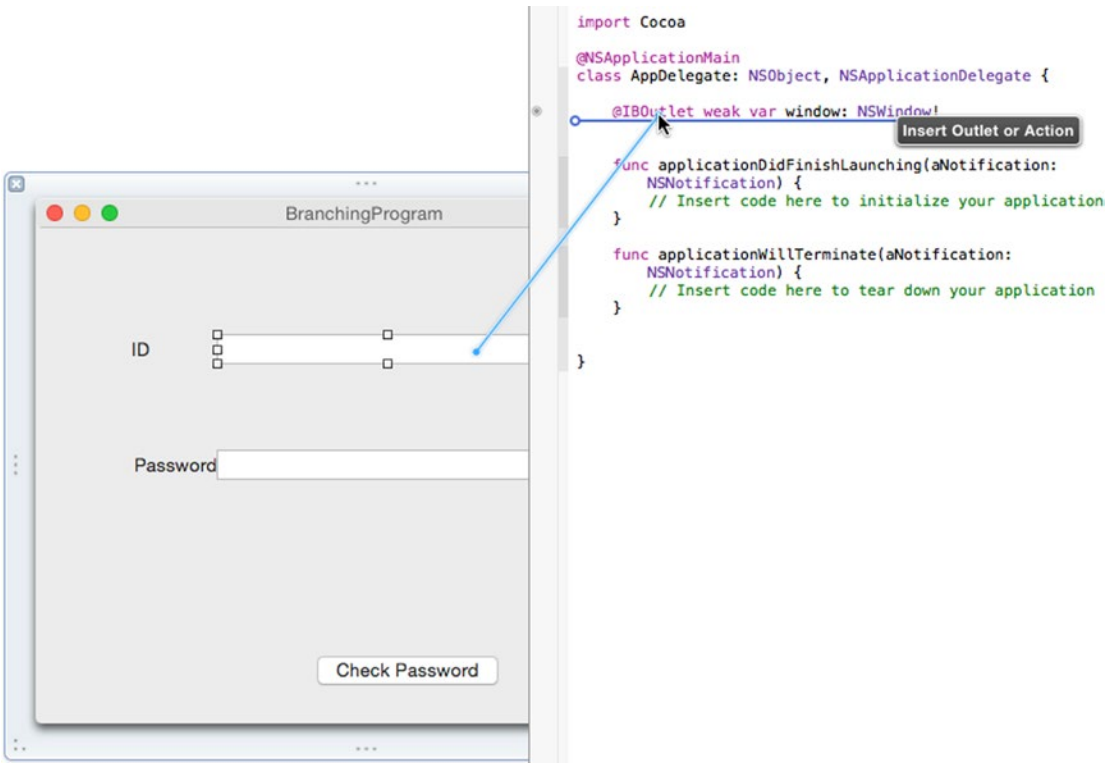 import Cocoa
@NSApplicationMain
class AppDelegate: NSObject, NSApplicationDelegate {
@IBOutlet weak var window: NSWindow!
Insert Outlet or Action
func applicationDidFinishLaunching(aNotification:
NSNotification) {
// Insert code here to initialize your application
}
func applicationWillTerminate(aNotification:
NSNotification) {
// Insert code here to tear down your application
}
}
BranchingProgram
ID
Password
Check Password